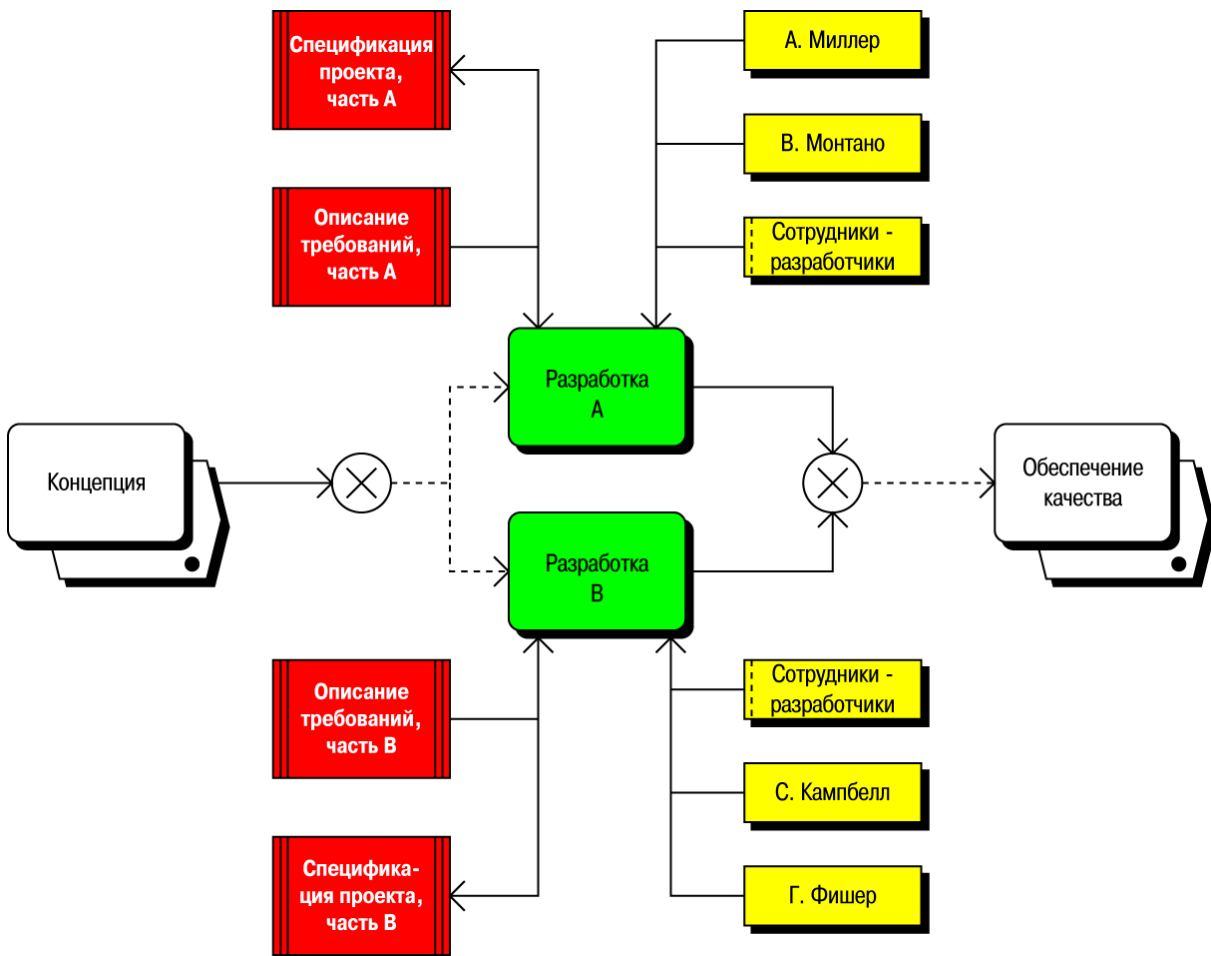 Спецификация
проекта,
часть А
А. Миллер
В. Монтано
Описание
требований,
часть А
Сотрудники -
разработчики
Разработка
А
Концепция
Обеспечение
качества
Разработка
В
Описание
требований,
часть В
Сотрудники -
разработчики
С. Кампбелл
Специфика-
ция проекта,
часть В
Г. Фишер